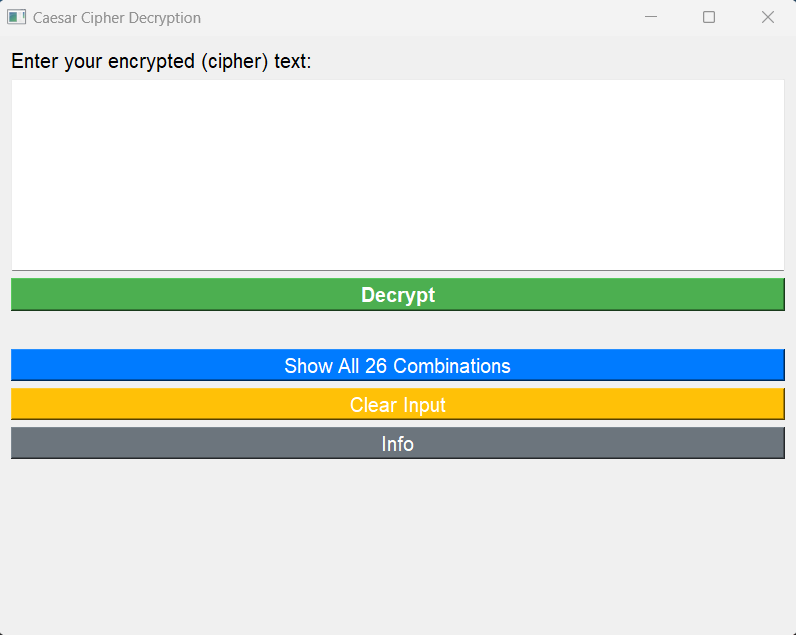 Caesar Cipher Decryption
Enter your encrypted (cipher) text:
Decrypt
Show All 26 Combinations
Clear Input
Info